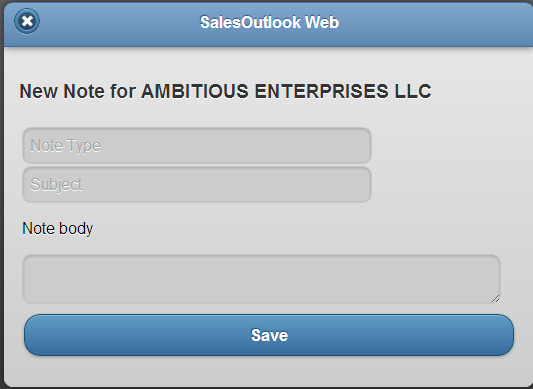 SalesOutlook Web
New Note for AMBITIOUS ENTERPRISES LLC
Note Type
Subject
Note body
Save